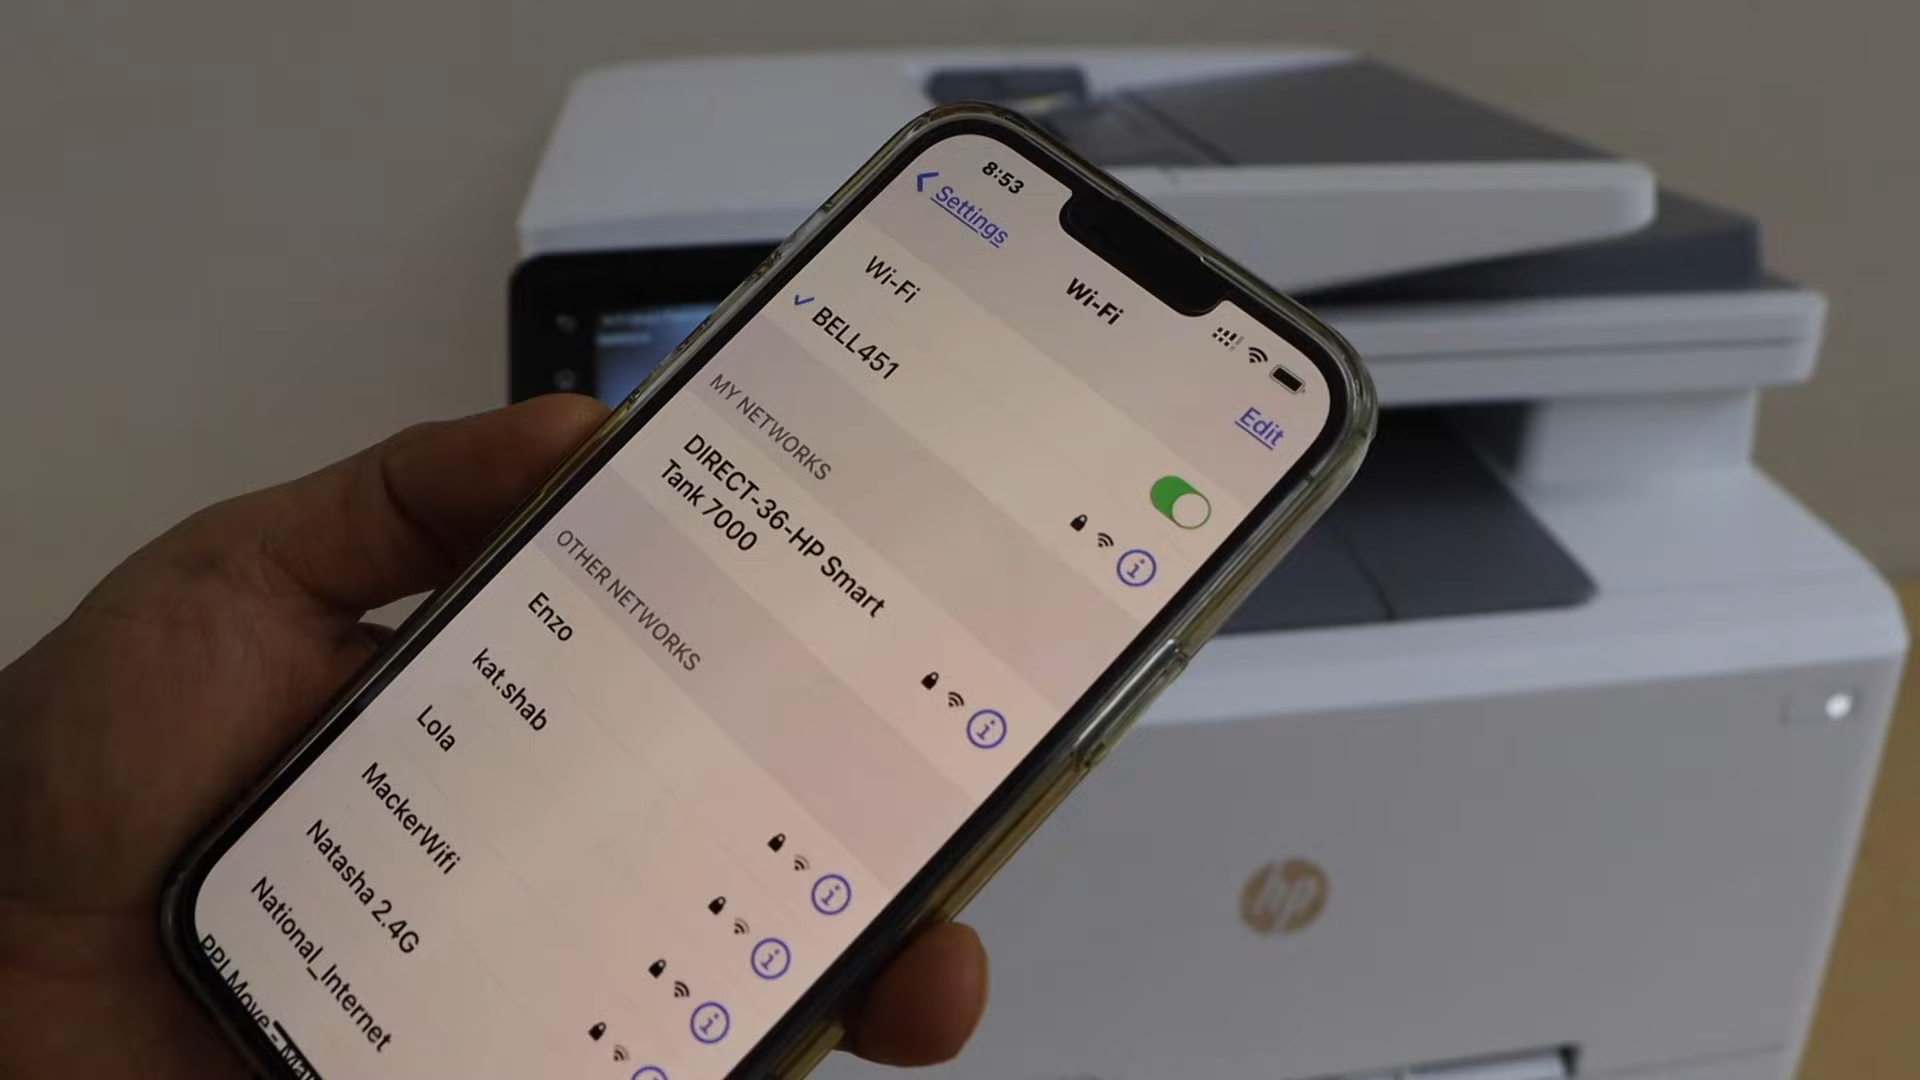 8:53
Settings
Wi-Fi
Edit
Wi-Fi
BELL451
MY NETWORKS
DIRECT-36-HP Smart
Tank 7000
OTHER NETWORKS
Enzo
kat.shab
Lola
MackerWifi
Natasha 2.4G
National_Internet
hp